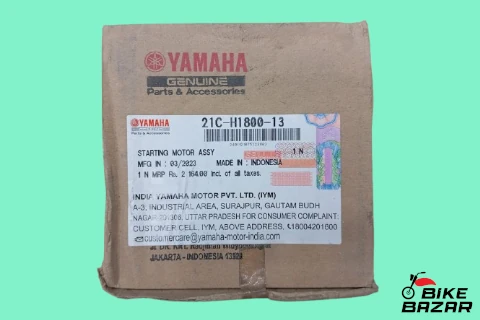 YAMAHA
GENUINE
Parts & Accessories
YAMAHA 21C-H1800-13
STARTING MOTOR ASSY 1 N
MFG IN : 03/2023 MADE IN : INDONESIA
1 N MRP Rs. 2 164.00 incl. of all taxes.
INDIA YAMAHA MOTOR PVT. LTD. (IYM)
A-3, INDUSTRIAL AREA, SURAJPUR, GAUTAM BUDH
NAGAR 201306, UTTAR PRADESH FOR CONSUMER COMPLAINT:
CUSTOMER CELL, IYM, ABOVE ADDRESS, 18004201600
customercare@yamaha-motor-india.com
JAKARTA - INDONESIA
BIKE
BAZAR